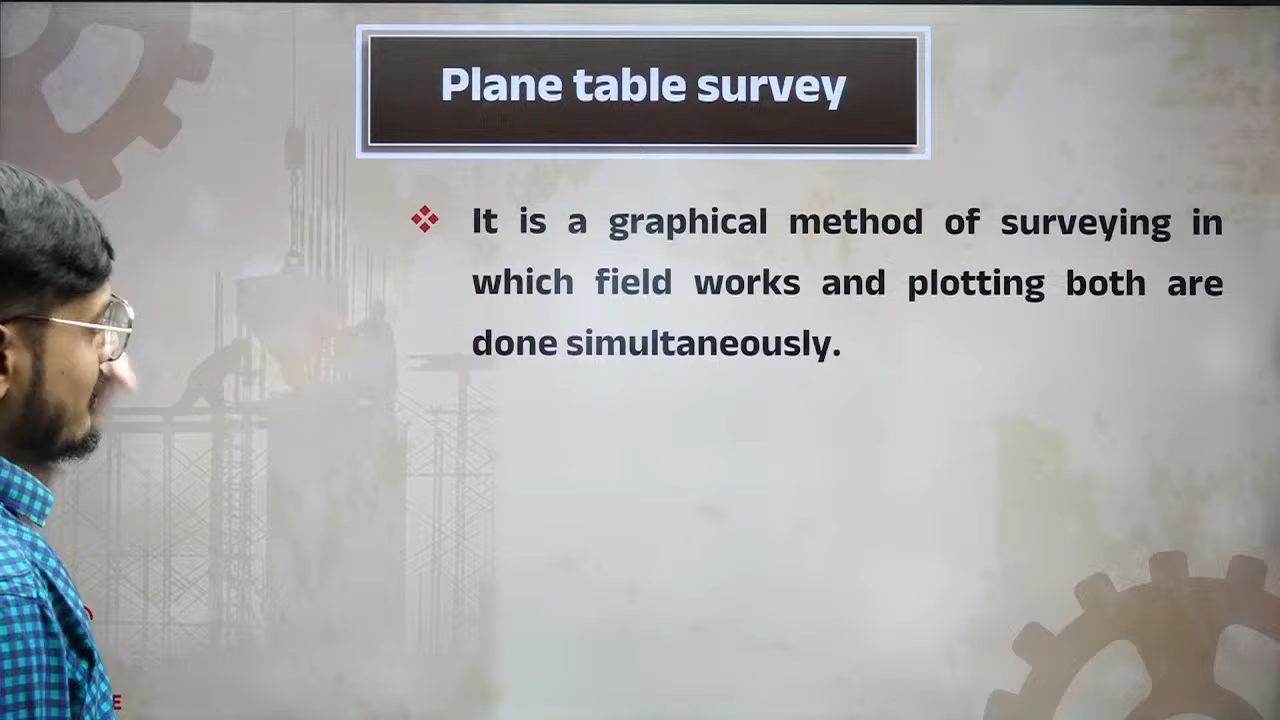 Plane table survey
It is a graphical method of surveying in
which field works and plotting both are
done simultaneously.